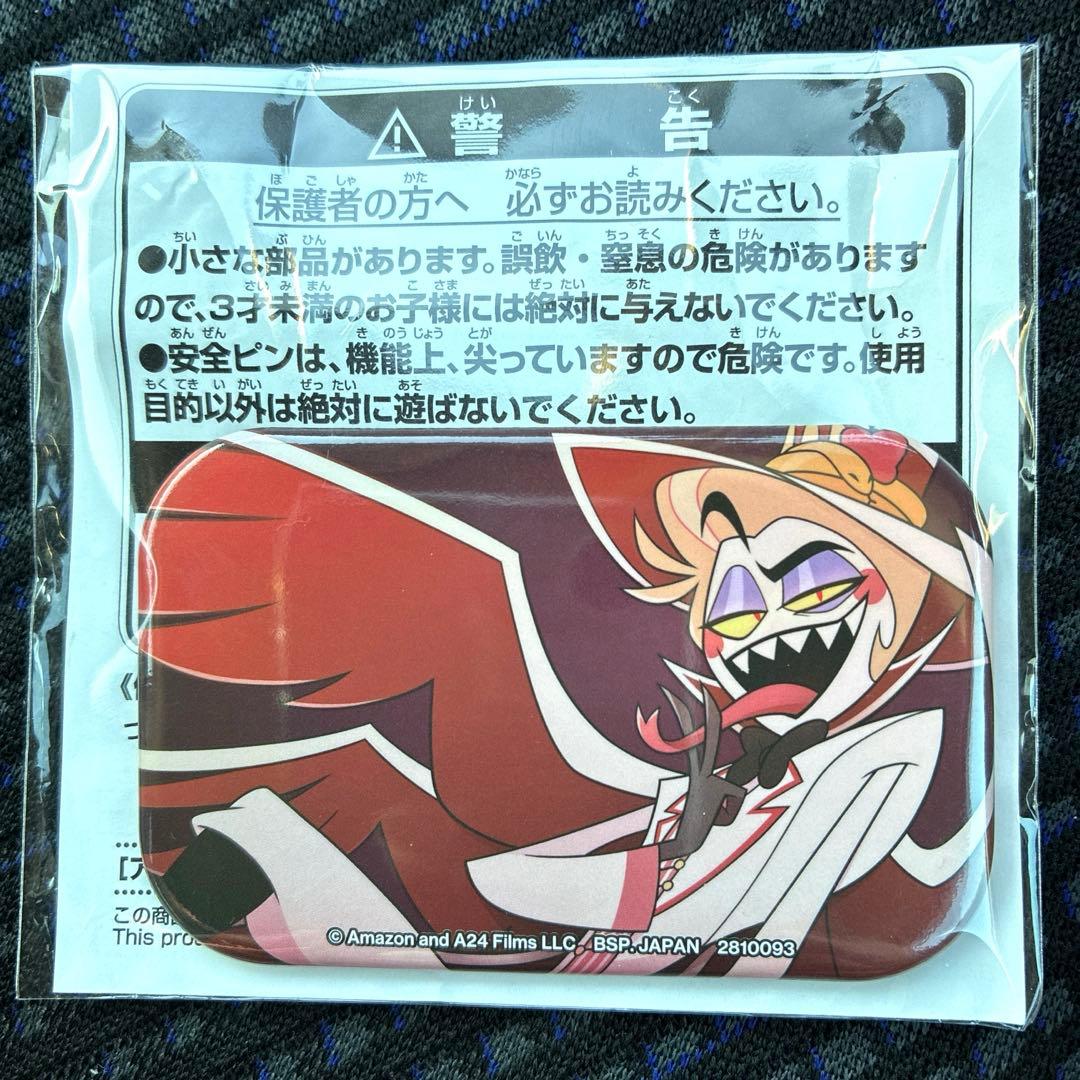 警告
保護者の方へ 必ずお読みください。
●小さな部品があります。誤飲・窒息の危険があります
ので、3才未満のお子様には絶対に与えないでください。
●安全ピンは、機能上、尖っていますので危険です。使用
目的以外は絶対に遊ばないでください。
この商
This pro
© Amazon and A24 Films LLC BSP. JAPAN 2810093